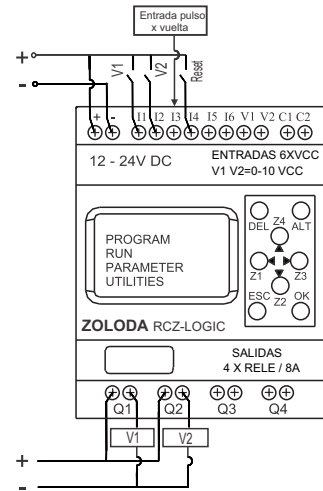 Entrada pulso
x vuelta
+
-
V1
V2
Reset
+ - I1 I2 I3 I4 I5 I6 V1 V2 C1 C2
12 - 24V DC
ENTRADAS 6XVCC
V1 V2=0-10 VCC
PROGRAM
RUN
PARAMETER
UTILITIES
DEL Z4 ALT
Z1 Z3
ESC Z2 OK
ZOLODA RCZ-LOGIC
SALIDAS
4 X RELE / 8A
Q1 Q2 Q3 Q4
V1 V2
+
-